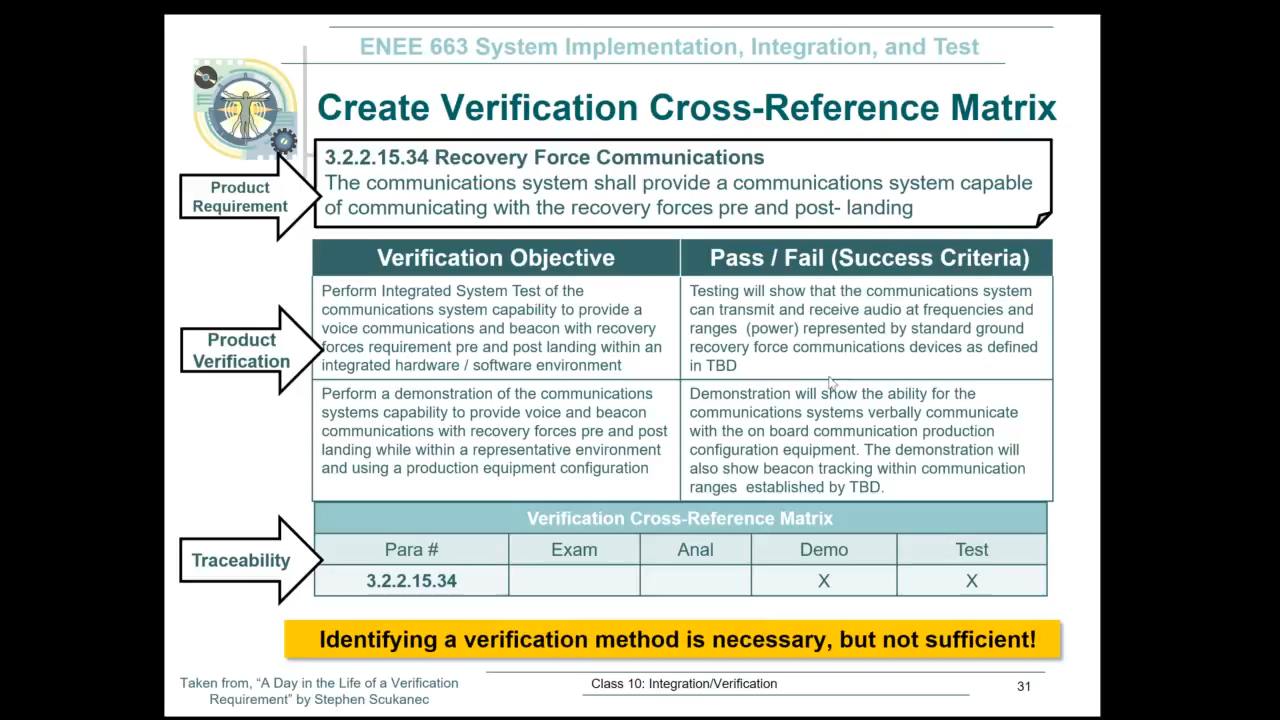 ENEE 663 System Implementation, Integration, and Test
Create Verification Cross-Reference Matrix
Product
Requirement
3.2.2.15.34 Recovery Force Communications
The communications system shall provide a communications system capable
of communicating with the recovery forces pre and post- landing
Verification Objective
Pass / Fail (Success Criteria)
Product
Verification
Perform Integrated System Test of the
communications system capability to provide a
voice communications and beacon with recovery
forces requirement pre and post landing within an
integrated hardware / software environment
Testing will show that the communications system
can transmit and receive audio at frequencies and
ranges (power) represented by standard ground
recovery force communications devices as defined
in TBD
Perform a demonstration of the communications
systems capability to provide voice and beacon
communications with recovery forces pre and post
landing while within a representative environment
and using a production equipment configuration
Demonstration will show the ability for the
communications systems verbally communicate
with the on board communication production
configuration equipment. The demonstration will
also show beacon tracking within communication
ranges established by TBD.
Verification Cross-Reference Matrix
Traceability
Para # Exam Anal Demo Test
3.2.2.15.34 X X
Identifying a verification method is necessary, but not sufficient!
Taken from, “A Day in the Life of a Verification
Requirement” by Stephen Scukanec
Class 10: Integration/Verification
31